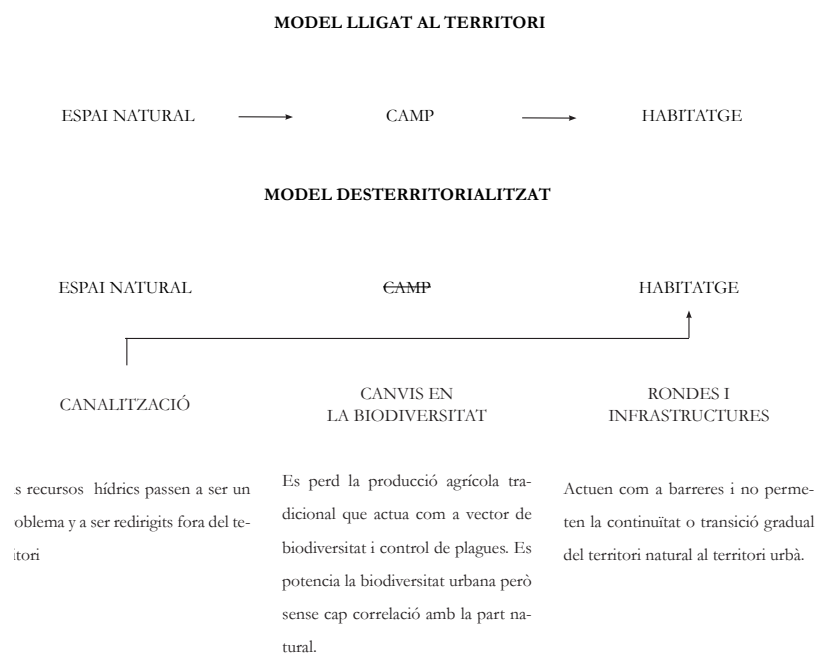 MODEL LLIGAT AL TERRITORI
ESPAI NATURAL
CAMP
HABITATGE
MODEL DESTERRITORIALITZAT
ESPAI NATURAL
CAMP
HABITATGE
CANALITZACIÓ
s recursos hídrics passen a ser un
oblema y a ser redirigits fora del te-
itori
CANVIS EN
LA BIODIVERSITAT
Es perd la producció agrícola tra-
dicional que actua com a vector de
biodiversitat i control de plagues. Es
potencia la biodiversitat urbana però
sense cap correlació amb la part na-
tural.
RONDES I
INFRASTRUCTURES
Actuen com a barreres i no perme-
ten la continuïtat o transició gradual
del territori natural al territori urbà.